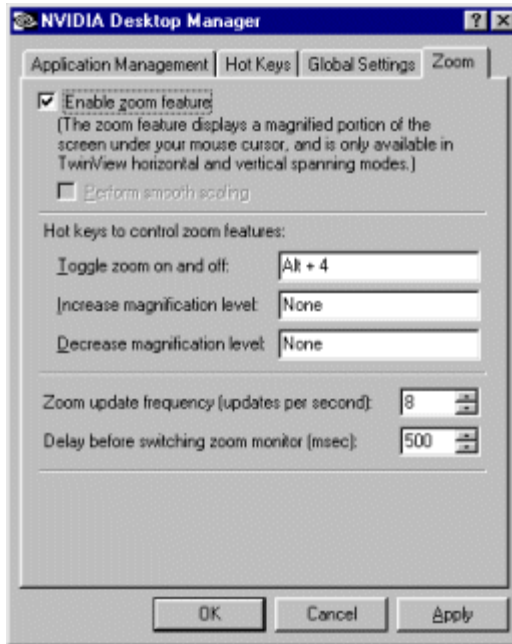 NVIDIA Desktop Manager
Application Management Hot Keys Global Settings Zoom
Enable zoom feature
(The zoom feature displays a magnified portion of the
screen under your mouse cursor, and is only available in
TwinView horizontal and vertical spanning modes.)
Perform smooth scaling
Hot keys to control zoom features:
Toggle zoom on and off: Alt + 4
Increase magnification level: None
Decrease magnification level: None
Zoom update frequency (updates per second): 8
Delay before switching zoom monitor (msec): 500
OK Cancel Apply